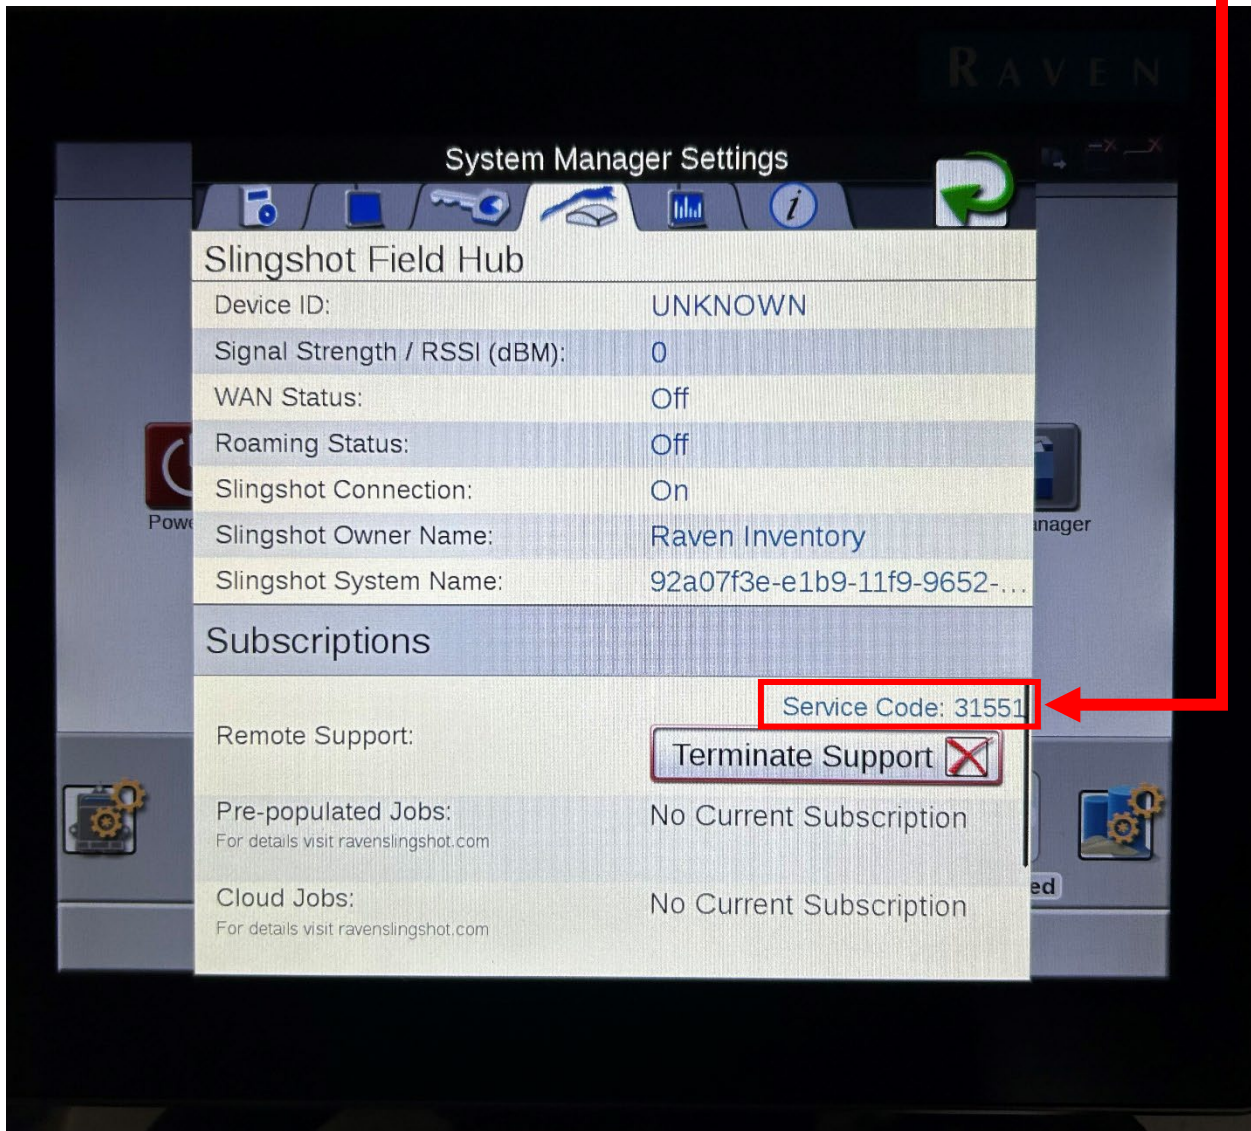 RAVEN
System Manager Settings
i
Slingshot Field Hub
Device ID: UNKNOWN
Signal Strength / RSSI (dBM): 0
WAN Status: Off
Roaming Status: Off
Slingshot Connection: On
Slingshot Owner Name: Raven Inventory
Slingshot System Name: 92a07f3e-e1b9-11f9-9652-...
Powe
nager
Subscriptions
Service Code: 31551
Remote Support: Terminate Support
Pre-populated Jobs: No Current Subscription
For details visit ravenslingshot.com
ed
Cloud Jobs: No Current Subscription
For details visit ravenslingshot.com